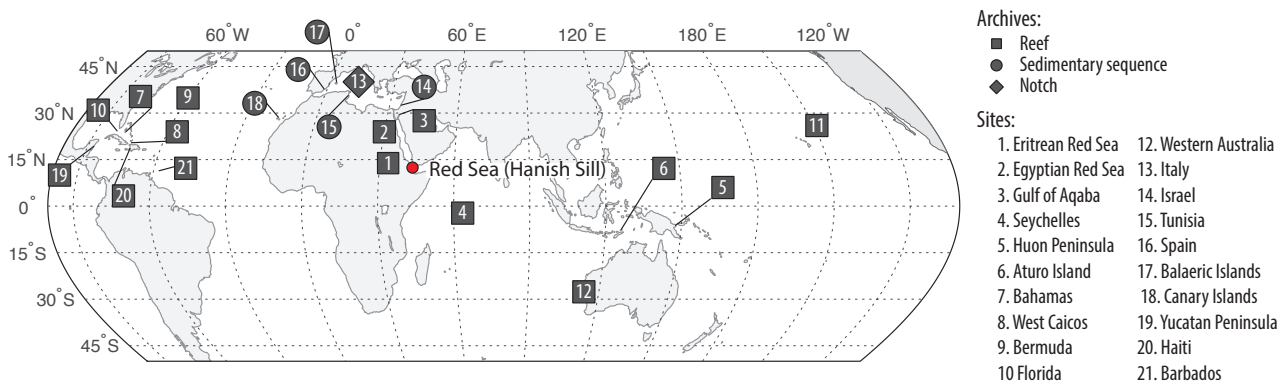 60°W 0° 60°E 120°E 180°E 120°W
45°N
30°N
15°N
0°
15°S
30°S
45°S
17
16
13
14
7
9
10
18
15
3
2
8
11
1
Red Sea (Hanish Sill)
6
21
19
20
5
4
12
Archives:
Reef
Sedimentary sequence
Notch
Sites:
1. Eritrean Red Sea
2. Egyptian Red Sea
3. Gulf of Aqaba
4. Seychelles
5. Huon Peninsula
6. Aturo Island
7. Bahamas
8. West Caicos
9. Bermuda
10 Florida
12. Western Australia
13. Italy
14. Israel
15. Tunisia
16. Spain
17. Balaeric Islands
18. Canary Islands
19. Yucatan Peninsula
20. Haiti
21. Barbados